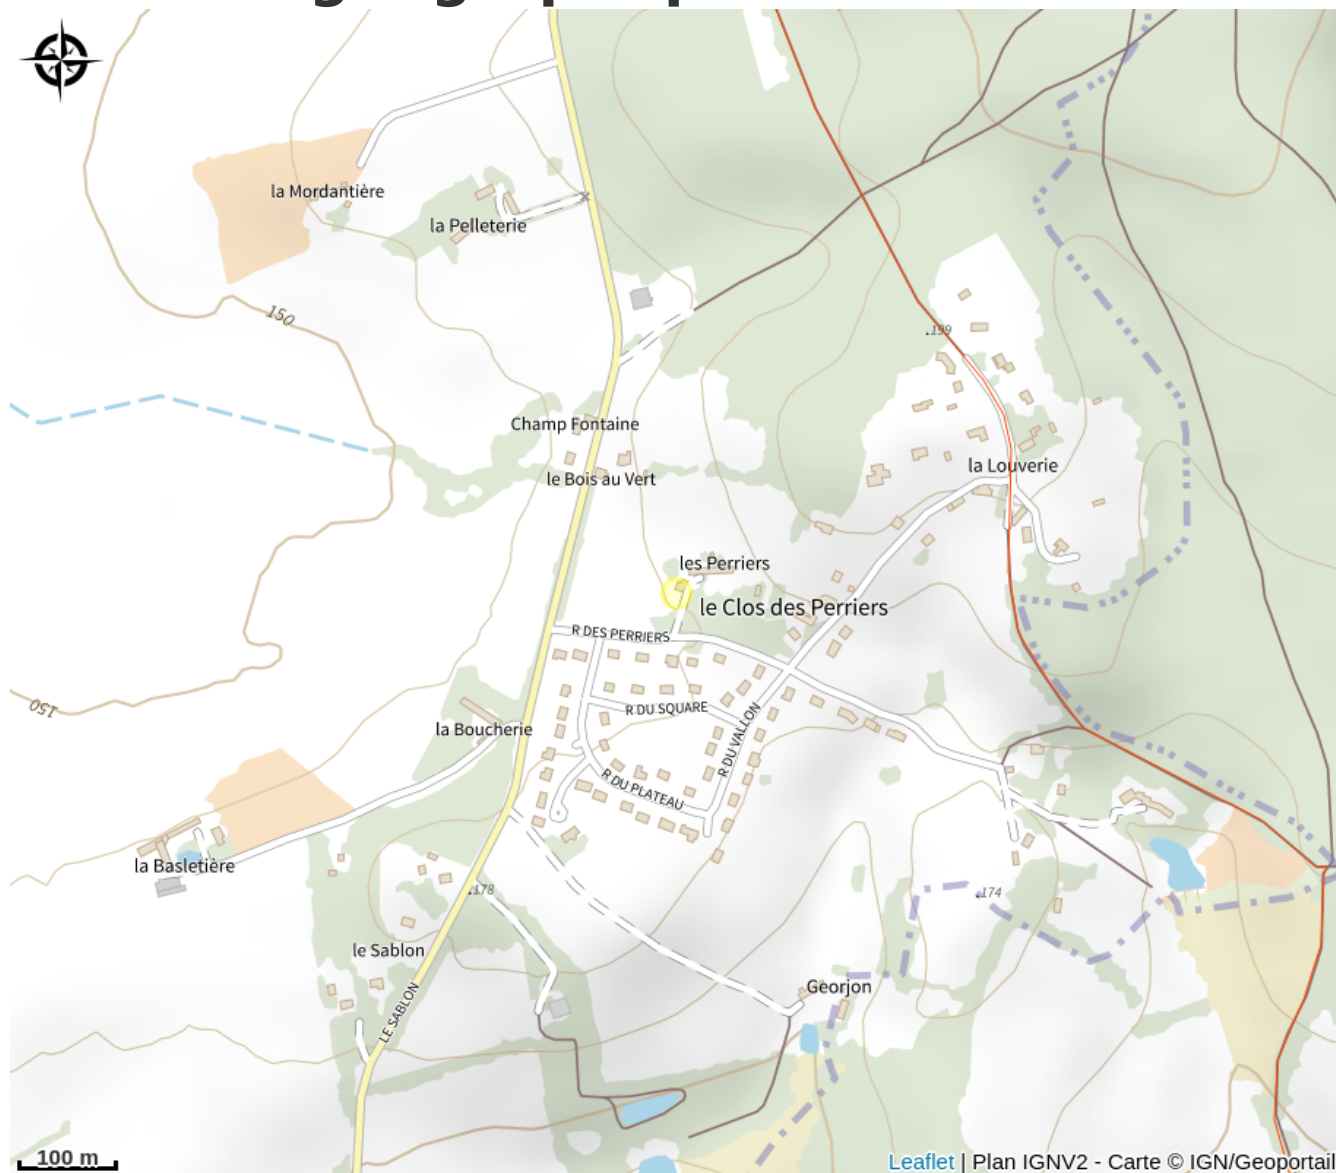 la Mordantière
la Pelleterie
150
.199
Champ Fontaine
la Louverie
le Bois au Vert
les Perriers
le Clos des Perriers
R DES PERRIERS
R DU SQUARE
150
la Boucherie
R DU VALLON
R DU PLATEAU
la Basletière
.178
.174
le Sablon
Georjon
LE SABLON
100 m
Leaflet | Plan IGNV2 - Carte © IGN/Geoportail